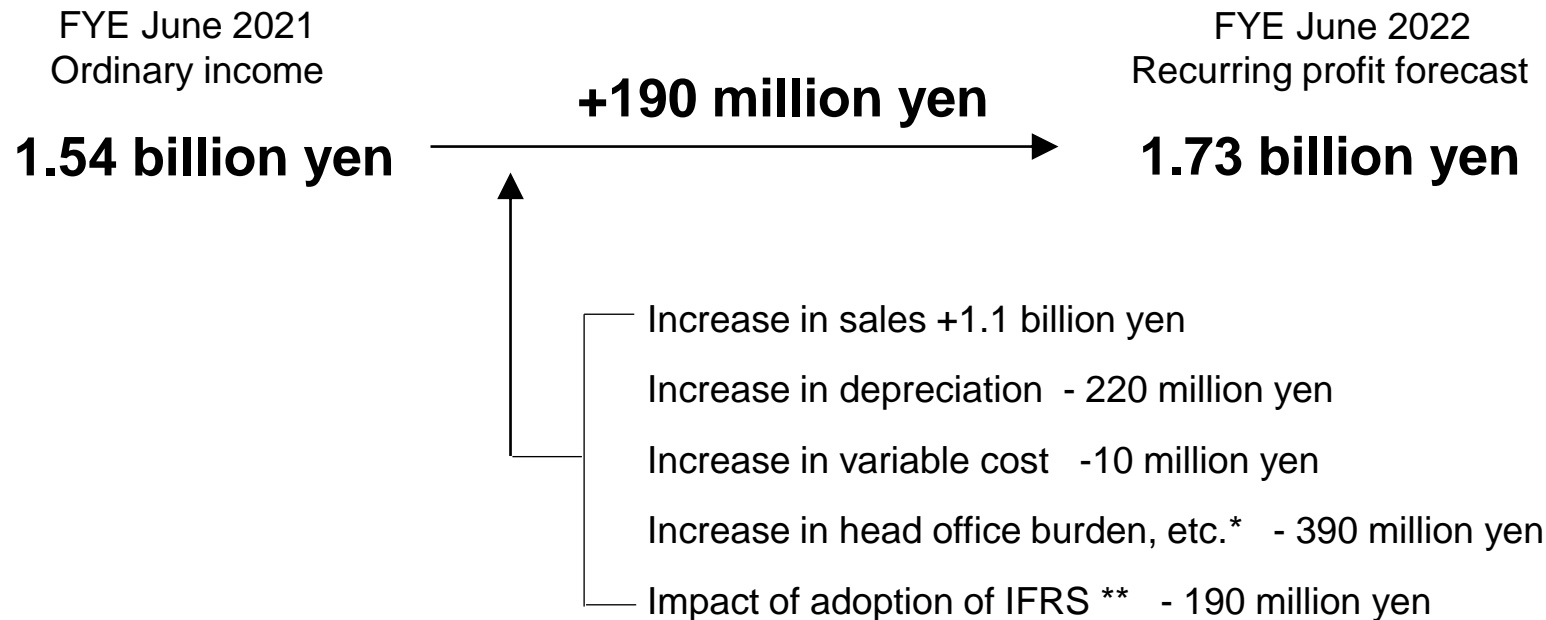 FYE June 2021
Ordinary income
1.54 billion yen
+190 million yen
FYE June 2022
Recurring profit forecast
1.73 billion yen
Increase in sales +1.1 billion yen
Increase in depreciation  - 220 million yen
Increase in variable cost   -10 million yen
Increase in head office burden, etc.*   - 390 million yen
Impact of adoption of IFRS **   - 190 million yen